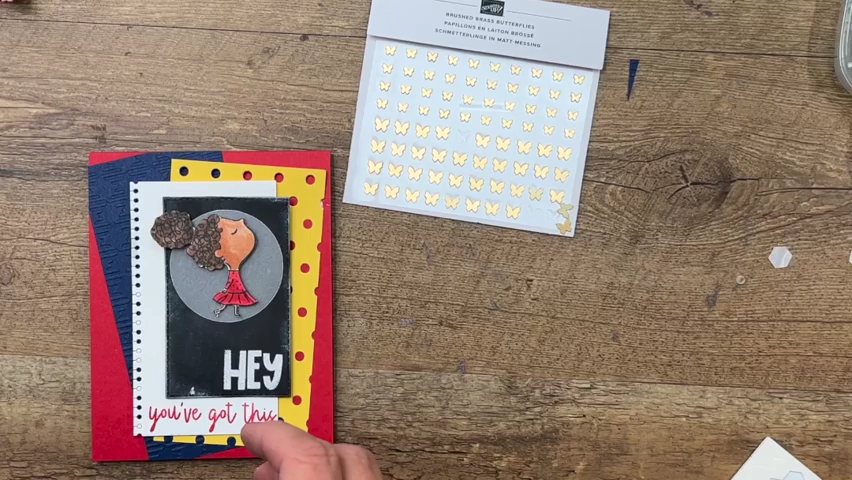 BRUSHED BRASS BUTTERFLIES
PAPILLONS EN LAITON BROSSÉ
SCHMETTERLINGE IN MATT-MESSING
HEY
you've got this